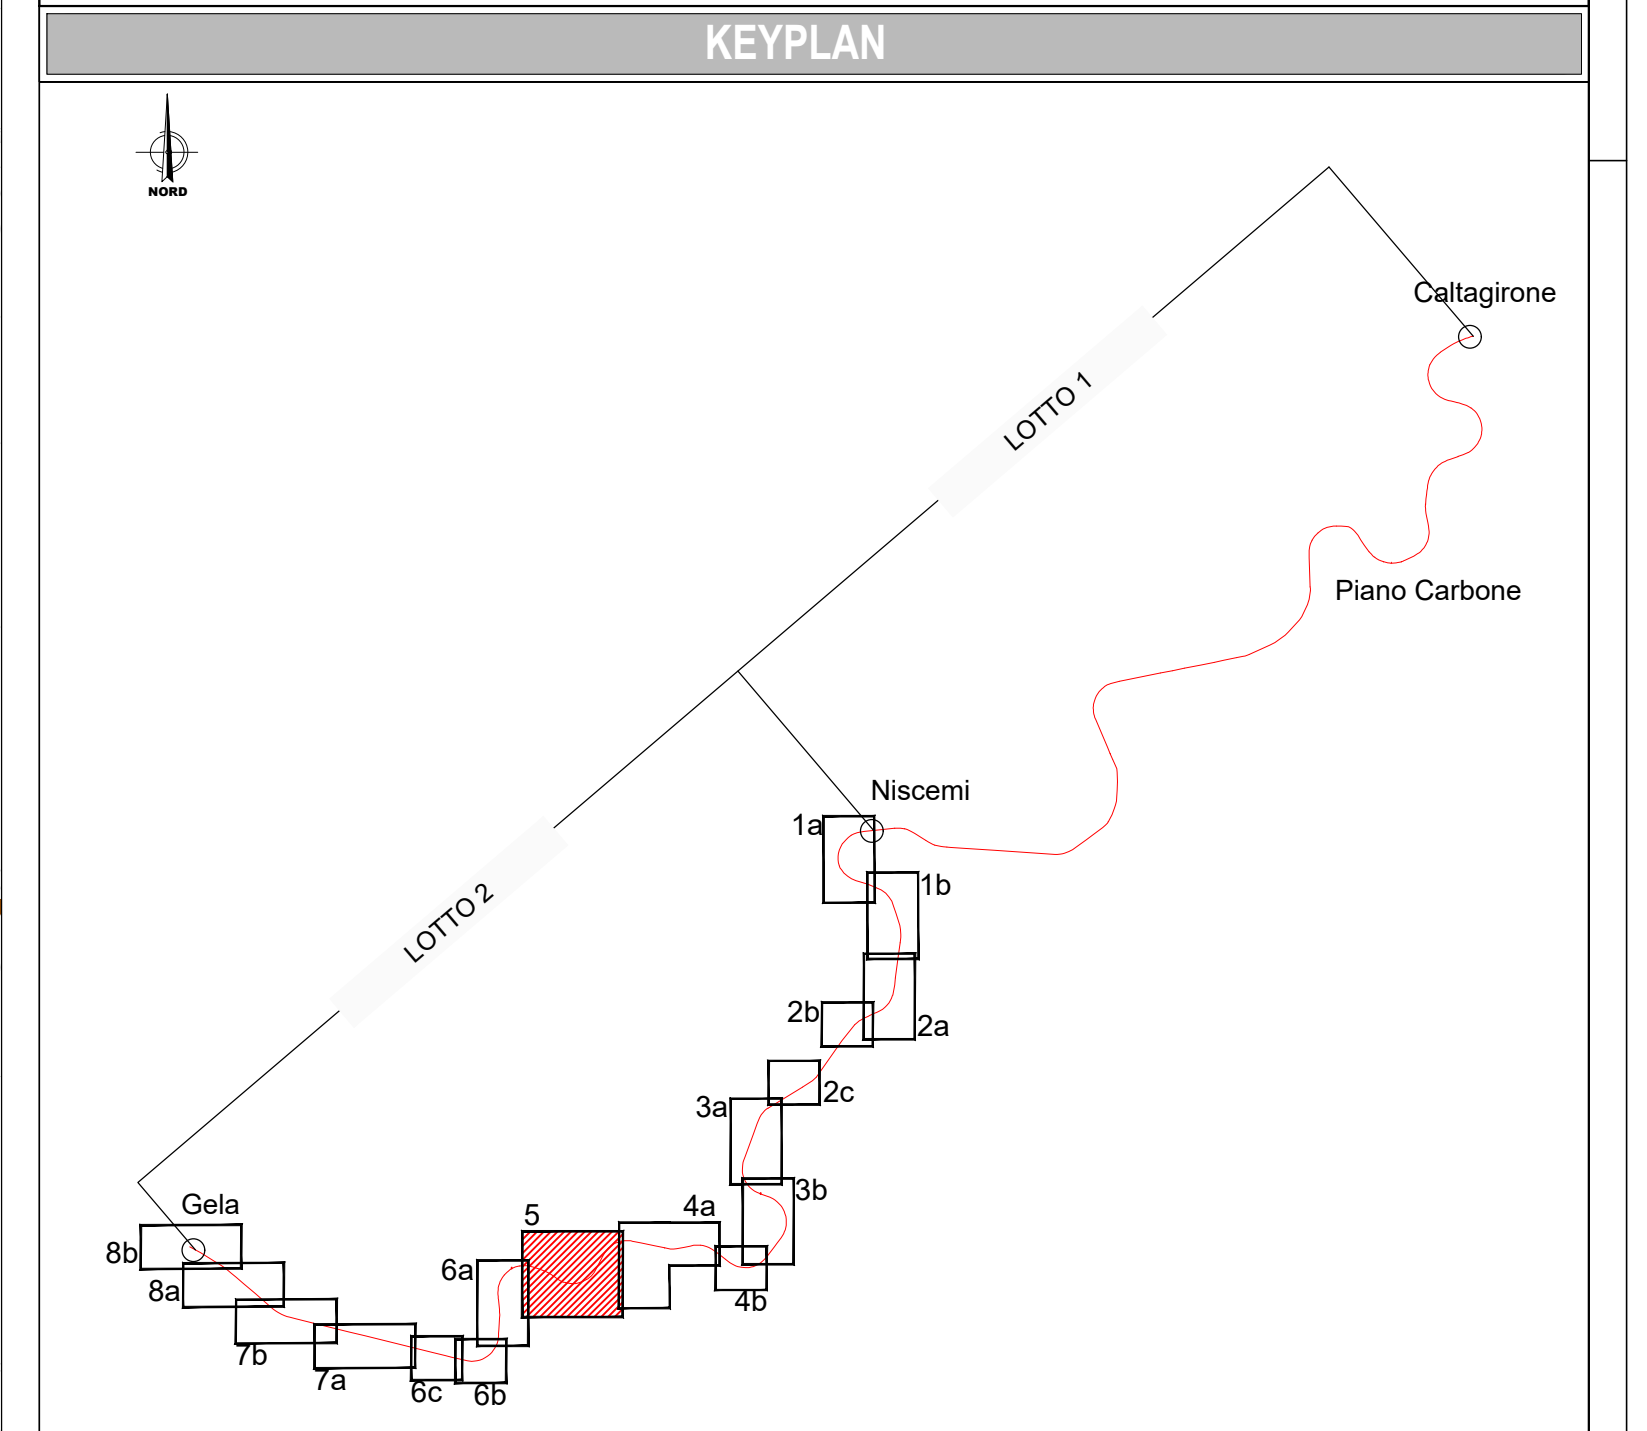 KEYPLAN
NORD
Caltagirone
LOTTO 1
Piano Carbone
Niscemi
1a
1b
LOTTO 2
2b
2a
2c
3a
3b
Gela
4a
5
8b
6a
8a
4b
7b
7a
6c
6b